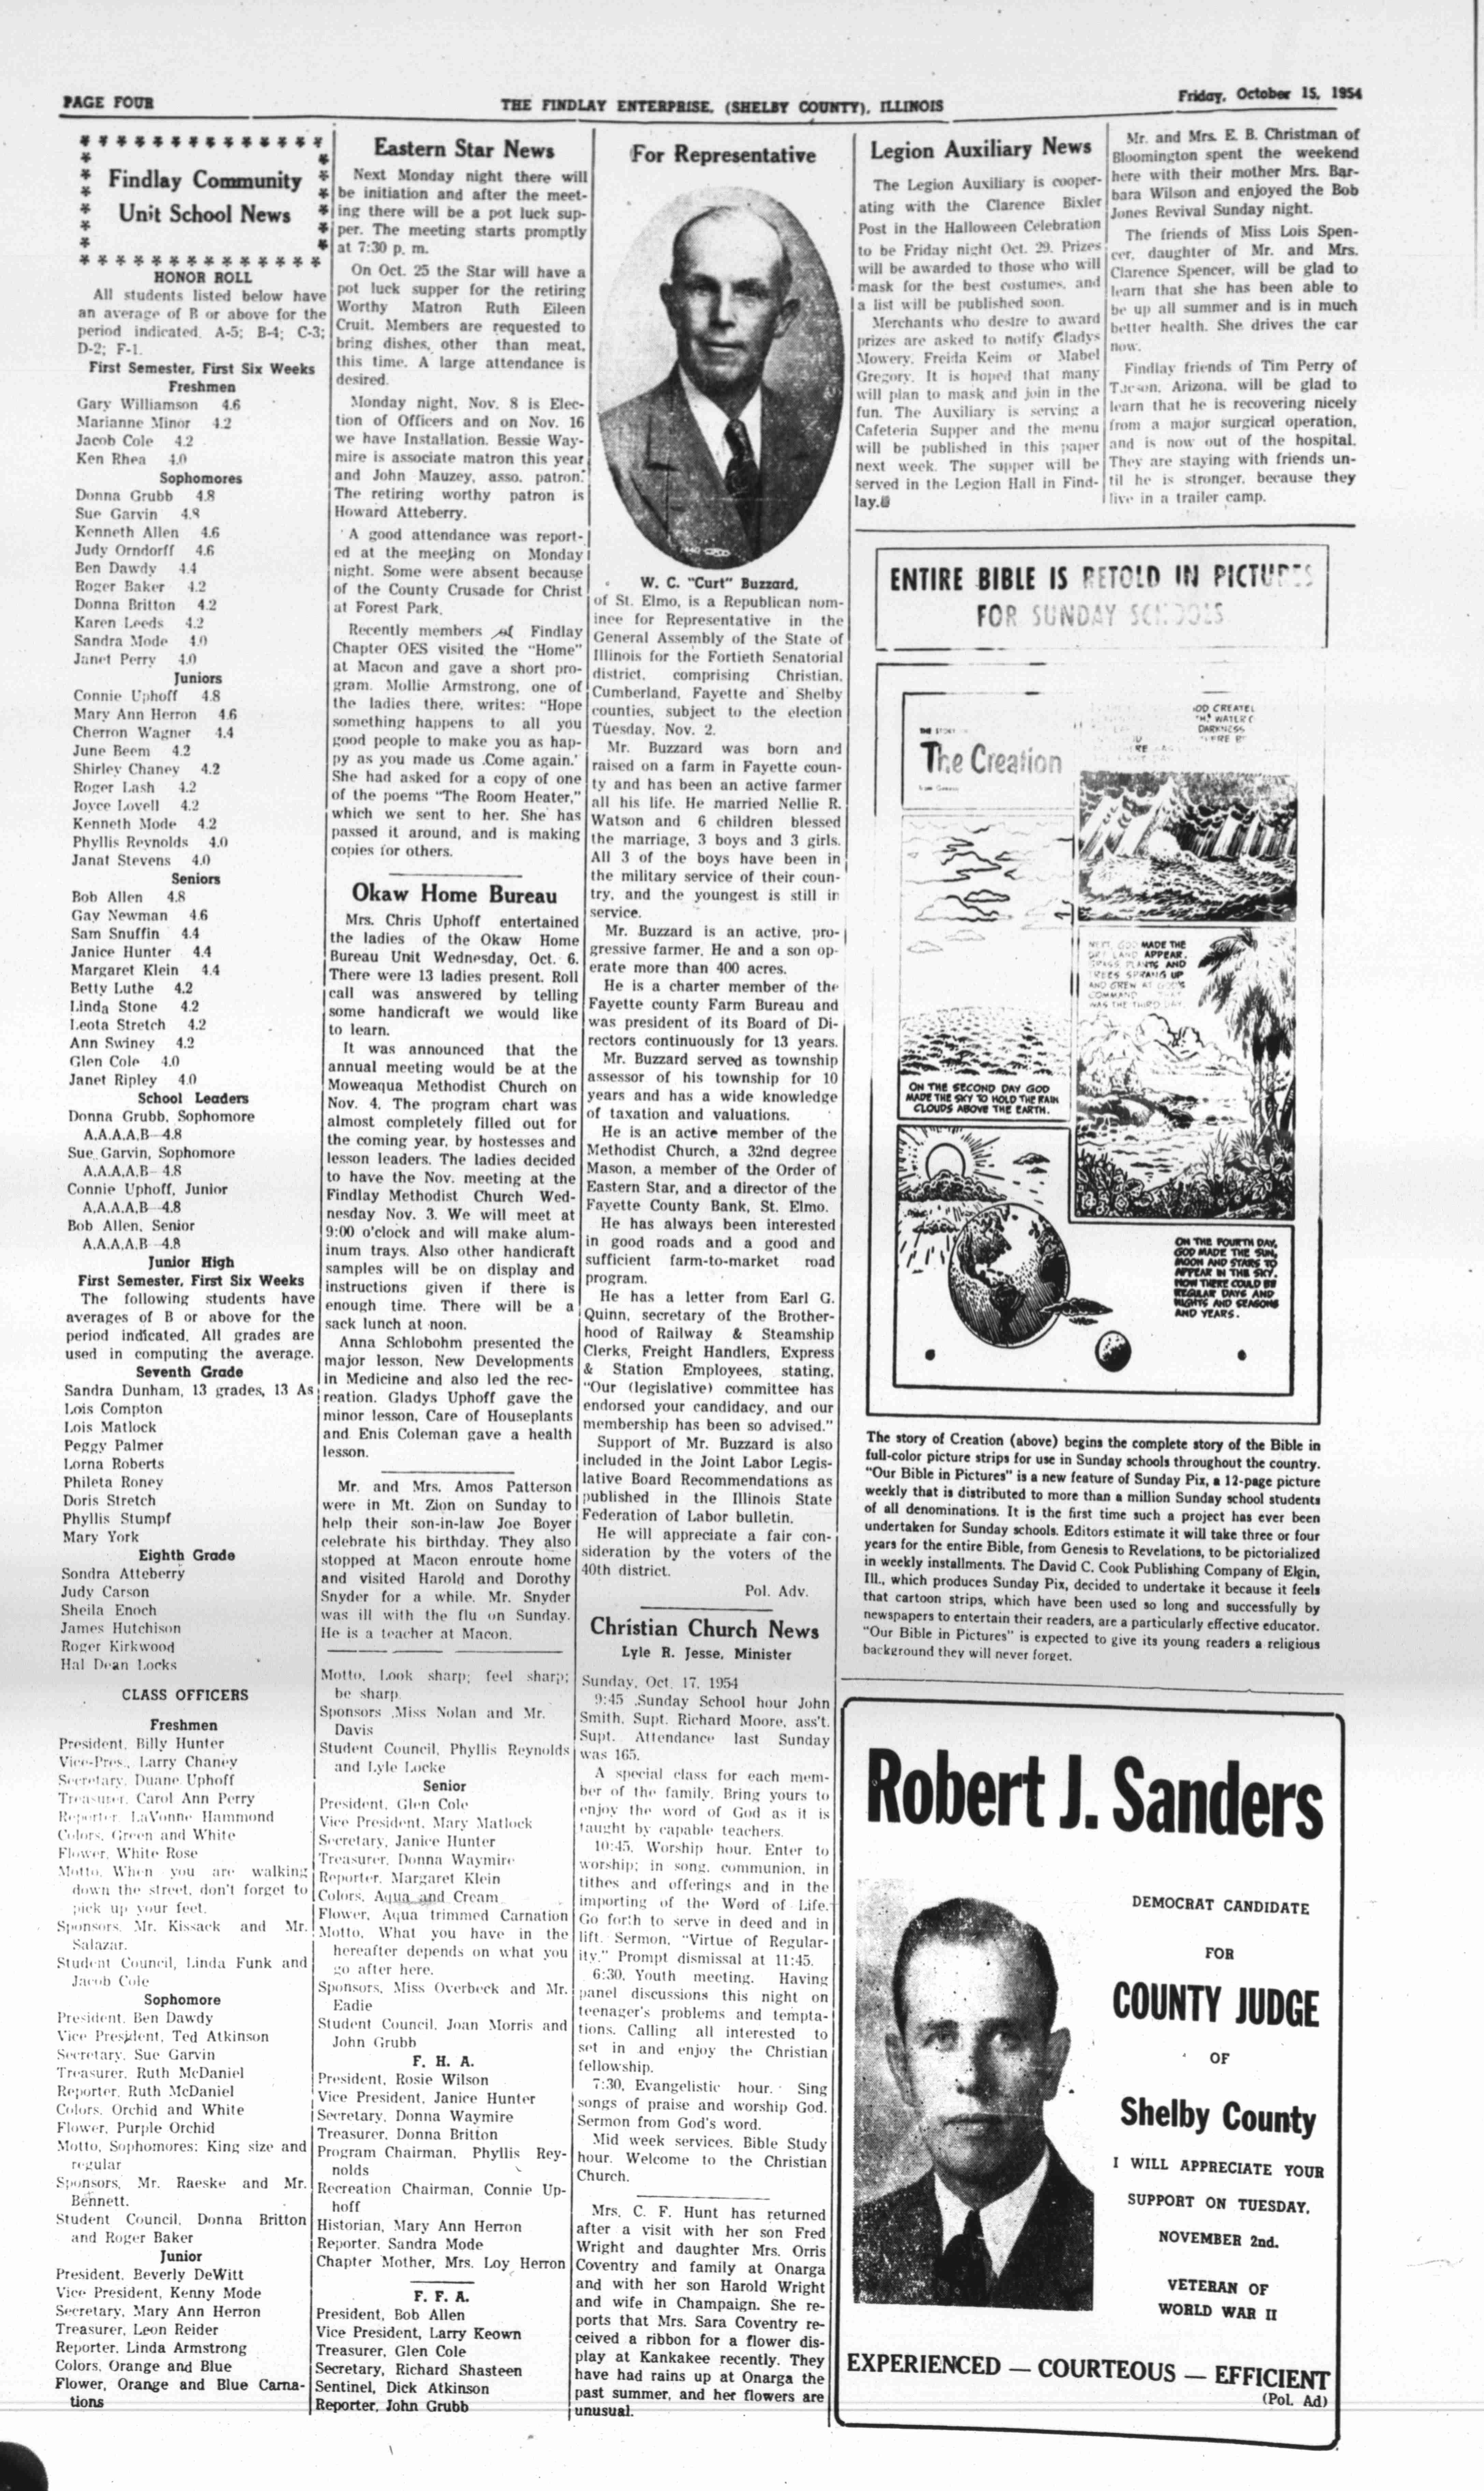 PAGE FOUR
THE FINDLAY ENTERPRISE, (SHELBY COUNTY), ILLINOIS
Friday, October 15, 1954
Findlay Community
Unit School News
HONOR ROLL
All students listed below have
an average of B or above for the
period indicated. A-5; B-4; C-3;
D-2; F-1.
First Semester, First Six Weeks
Freshmen
Gary Williamson 4.6
Marianne Minor 4.2
Jacob Cole 4.2
Ken Rhea 4.0
Sophomores
Donna Grubb 4.8
Sue Garvin 4.8
Kenneth Allen 4.6
Judy Orndorff 4.6
Ben Dawdy 4.4
Roger Baker 4.2
Donna Britton 4.2
Karen Leeds 4.2
Sandra Mode 4.0
Janet Perry 4.0
Juniors
Connie Uphoff 4.8
Mary Ann Herron 4.6
Cherron Wagner 4.4
June Beem 4.2
Shirley Chaney 4.2
Roger Lash 4.2
Joyce Lovell 4.2
Kenneth Mode 4.2
Phyllis Reynolds 4.0
Janat Stevens 4.0
Seniors
Bob Allen 4.8
Gay Newman 4.6
Sam Snuffin 4.4
Janice Hunter 4.4
Margaret Klein 4.4
Betty Luthe 4.2
Linda Stone 4.2
Leota Stretch 4.2
Ann Swiney 4.2
Glen Cole 4.0
Janet Ripley 4.0
School Leaders
Donna Grubb, Sophomore
A.A.A.A.B--4.8
Sue Garvin, Sophomore
A.A.A.A.B--4.8
Connie Uphoff, Junior
A.A.A.A.B--4.8
Bob Allen, Senior
A.A.A.A.B--4.8
Junior High
First Semester, First Six Weeks
The following students have
averages of B or above for the
period indicated. All grades are
used in computing the average.
Seventh Grade
Sandra Dunham, 13 grades, 13 As
Lois Compton
Lois Matlock
Peggy Palmer
Lorna Roberts
Phileta Roney
Doris Stretch
Phyllis Stumpf
Mary York
Eighth Grade
Sondra Atteberry
Judy Carson
Sheila Enoch
James Hutchison
Roger Kirkwood
Hal Dean Locks
CLASS OFFICERS
Freshmen
President, Billy Hunter
Vice-Pres., Larry Chaney
Secretary, Duane Uphoff
Treasurer, Carol Ann Perry
Reporter, LaVonne Hammond
Colors, Green and White
Flower, White Rose
Motto, When you are walking
down the street, don't forget to
pick up your feet.
Sponsors, Mr. Kissack and Mr.
Salazar.
Student Council, Linda Funk and
Jacob Cole
Sophomore
President, Ben Dawdy
Vice President, Ted Atkinson
Secretary, Sue Garvin
Treasurer, Ruth McDaniel
Reporter, Ruth McDaniel
Colors, Orchid and White
Flower, Purple Orchid
Motto, Sophomores; King size and
regular
Sponsors, Mr. Raeske and Mr.
Bennett.
Student Council, Donna Britton
and Roger Baker
Junior
President, Beverly DeWitt
Vice President, Kenny Mode
Secretary, Mary Ann Herron
Treasurer, Leon Reider
Reporter, Linda Armstrong
Colors, Orange and Blue
Flower, Orange and Blue Carna-
tions
Eastern Star News
Next Monday night there will
be initiation and after the meet-
ing there will be a pot luck sup-
per. The meeting starts promptly
at 7:30 p. m.
On Oct. 25 the Star will have a
pot luck supper for the retiring
Worthy Matron Ruth Eileen
Cruit. Members are requested to
bring dishes, other than meat,
this time. A large attendance is
desired.
Monday night, Nov. 8 is Elec-
tion of Officers and on Nov. 16
we have Installation. Bessie Way-
mire is associate matron this year
and John Mauzey, asso. patron.
The retiring worthy patron is
Howard Atteberry.
A good attendance was report-
ed at the meeting on Monday
night. Some were absent because
of the County Crusade for Christ
at Forest Park.
Recently members of Findlay
Chapter OES visited the "Home"
at Macon and gave a short pro-
gram. Mollie Armstrong, one of
the ladies there, writes: "Hope
something happens to all you
good people to make you as hap-
py as you made us .Come again.'
She had asked for a copy of one
of the poems "The Room Heater,"
which we sent to her. She has
passed it around, and is making
copies for others.
Okaw Home Bureau
Mrs. Chris Uphoff entertained
the ladies of the Okaw Home
Bureau Unit Wednesday, Oct. 6.
There were 13 ladies present. Roll
call was answered by telling
some handicraft we would like
to learn.
It was announced that the
annual meeting would be at the
Moweaqua Methodist Church on
Nov. 4. The program chart was
almost completely filled out for
the coming year, by hostesses and
lesson leaders. The ladies decided
to have the Nov. meeting at the
Findlay Methodist Church Wed-
nesday Nov. 3. We will meet at
9:00 o'clock and will make alum-
inum trays. Also other handicraft
samples will be on display and
instructions given if there is
enough time. There will be a
sack lunch at noon.
Anna Schlobohm presented the
major lesson, New Developments
in Medicine and also led the rec-
reation. Gladys Uphoff gave the
minor lesson, Care of Houseplants
and Enis Coleman gave a health
lesson.
Mr. and Mrs. Amos Patterson
were in Mt. Zion on Sunday to
help their son-in-law Joe Boyer
celebrate his birthday. They also
stopped at Macon enroute home
and visited Harold and Dorothy
Snyder for a while. Mr. Snyder
was ill with the flu on Sunday.
He is a teacher at Macon.
Motto, Look sharp; feel sharp;
be sharp.
Sponsors ,Miss Nolan and Mr.
Davis
Student Council, Phyllis Reynolds
and Lyle Locke
Senior
President, Glen Cole
Vice President, Mary Matlock
Secretary, Janice Hunter
Treasurer, Donna Waymire
Reporter, Margaret Klein
Colors, Aqua and Cream
Flower, Aqua trimmed Carnation
Motto, What you have in the
hereafter depends on what you
go after here.
Sponsors, Miss Overbeck and Mr.
Eadie
Student Council, Joan Morris and
John Grubb
F. H. A.
President, Rosie Wilson
Vice President, Janice Hunter
Secretary, Donna Waymire
Treasurer, Donna Britton
Program Chairman, Phyllis Rey-
nolds
Recreation Chairman, Connie Up-
hoff
Historian, Mary Ann Herron
Reporter, Sandra Mode
Chapter Mother, Mrs. Loy Herron
F. F. A.
President, Bob Allen
Vice President, Larry Keown
Treasurer, Glen Cole
Secretary, Richard Shasteen
Sentinel, Dick Atkinson
Reporter, John Grubb
For Representative
W. C. "Curt" Buzzard,
of St. Elmo, is a Republican nom-
inee for Representative in the
General Assembly of the State of
Illinois for the Fortieth Senatorial
district, comprising Christian,
Cumberland, Fayette and Shelby
counties, subject to the election
Tuesday, Nov. 2.
Mr. Buzzard was born and
raised on a farm in Fayette coun-
ty and has been an active farmer
all his life. He married Nellie R.
Watson and 6 children blessed
the marriage, 3 boys and 3 girls.
All 3 of the boys have been in
the military service of their coun-
try, and the youngest is still in
service.
Mr. Buzzard is an active, pro-
gressive farmer. He and a son op-
erate more than 400 acres.
He is a charter member of the
Fayette county Farm Bureau and
was president of its Board of Di-
rectors continuously for 13 years.
Mr. Buzzard served as township
assessor of his township for 10
years and has a wide knowledge
of taxation and valuations.
He is an active member of the
Methodist Church, a 32nd degree
Mason, a member of the Order of
Eastern Star, and a director of the
Fayette County Bank, St. Elmo.
He has always been interested
in good roads and a good and
sufficient farm-to-market road
program.
He has a letter from Earl G.
Quinn, secretary of the Brother-
hood of Railway & Steamship
Clerks, Freight Handlers, Express
& Station Employees, stating,
"Our (legislative) committee has
endorsed your candidacy, and our
membership has been so advised."
Support of Mr. Buzzard is also
included in the Joint Labor Legis-
lative Board Recommendations as
published in the Illinois State
Federation of Labor bulletin.
He will appreciate a fair con-
sideration by the voters of the
40th district.
Pol. Adv.
Christian Church News
Lyle R. Jesse, Minister
Sunday, Oct. 17, 1954
9:45 ,Sunday School hour John
Smith, Supt. Richard Moore, ass't.
Supt. Attendance last Sunday
was 165.
A special class for each mem-
ber of the family. Bring yours to
enjoy the word of God as it is
taught by capable teachers.
10:45, Worship hour. Enter to
worship; in song, communion, in
tithes and offerings and in the
importing of the Word of Life.
Go forth to serve in deed and in
lift. Sermon, "Virtue of Regular-
ity." Prompt dismissal at 11:45.
6:30, Youth meeting. Having
panel discussions this night on
teenager's problems and tempta-
tions. Calling all interested to
set in and enjoy the Christian
fellowship.
7:30, Evangelistic hour. Sing
songs of praise and worship God.
Sermon from God's word.
Mid week services, Bible Study
hour. Welcome to the Christian
Church.
Mrs. C. F. Hunt has returned
after a visit with her son Fred
Wright and daughter Mrs. Orris
Coventry and family at Onarga
and with her son Harold Wright
and wife in Champaign. She re-
ports that Mrs. Sara Coventry re-
ceived a ribbon for a flower dis-
play at Kankakee recently. They
have had rains up at Onarga the
past summer, and her flowers are
unusual.
Legion Auxiliary News
The Legion Auxiliary is cooper-
ating with the Clarence Bixler
Post in the Halloween Celebration
to be Friday night Oct. 29. Prizes
will be awarded to those who will
mask for the best costumes, and
a list will be published soon.
Merchants who desire to award
prizes are asked to notify Gladys
Mowery, Freida Keim or Mabel
Gregory. It is hoped that many
will plan to mask and join in the
fun. The Auxiliary is serving a
Cafeteria Supper and the menu
will be published in this paper
next week. The supper will be
served in the Legion Hall in Find-
lay.
Mr. and Mrs. E. B. Christman of
Bloomington spent the weekend
here with their mother Mrs. Bar-
bara Wilson and enjoyed the Bob
Jones Revival Sunday night.
The friends of Miss Lois Spen-
cer, daughter of Mr. and Mrs.
Clarence Spencer, will be glad to
learn that she has been able to
be up all summer and is in much
better health. She drives the car
now.
Findlay friends of Tim Perry of
Tucson, Arizona, will be glad to
learn that he is recovering nicely
from a major surgical operation,
and is now out of the hospital.
They are staying with friends un-
til he is stronger, because they
live in a trailer camp.
ENTIRE BIBLE IS RETOLD IN PICTURES
FOR SUNDAY SCHOOLS
The Creation
NEXT, GOD MADE THE
DRY LAND APPEAR.
GRASS PLANTS AND
TREES SPRANG UP
AND GREW AT GOD'S
COMMAND
WAS THE THIRD DAY.
ON THE SECOND DAY GOD
MADE THE SKY TO HOLD THE RAIN
CLOUDS ABOVE THE EARTH.
ON THE FOURTH DAY,
GOD MADE THE SUN,
MOON AND STARS TO
APPEAR IN THE SKY.
NOW THERE COULD BE
REGULAR DAYS AND
NIGHTS AND SEASONS
AND YEARS.
The story of Creation (above) begins the complete story of the Bible in
full-color picture strips for use in Sunday schools throughout the country.
"Our Bible in Pictures" is a new feature of Sunday Pix, a 12-page picture
weekly that is distributed to more than a million Sunday school students
of all denominations. It is the first time such a project has ever been
undertaken for Sunday schools. Editors estimate it will take three or four
years for the entire Bible, from Genesis to Revelations, to be pictorialized
in weekly installments. The David C. Cook Publishing Company of Elgin,
Ill., which produces Sunday Pix, decided to undertake it because it feels
that cartoon strips, which have been used so long and successfully by
newspapers to entertain their readers, are a particularly effective educator.
"Our Bible in Pictures" is expected to give its young readers a religious
background they will never forget.
Robert J. Sanders
DEMOCRAT CANDIDATE
FOR
COUNTY JUDGE
OF
Shelby County
I WILL APPRECIATE YOUR
SUPPORT ON TUESDAY,
NOVEMBER 2nd.
VETERAN OF
WORLD WAR II
EXPERIENCED — COURTEOUS — EFFICIENT
(Pol. Ad)